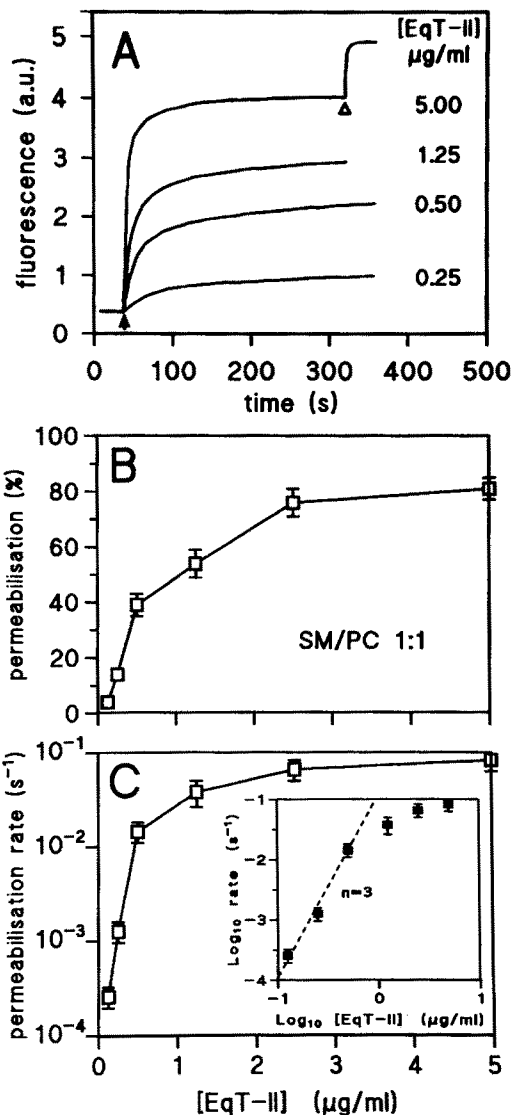 A
[EqT-II]
µg/ml
5.00
1.25
0.50
0.25
fluorescence (a.u.)
5
4
3
2
1
0
0 100 200 300 400 500
time (s)
B
permeabilisation (%)
100
80
60
40
20
0
SM/PC 1:1
C
permeabilisation rate (s⁻¹)
10⁻¹
10⁻²
10⁻³
10⁻⁴
Log₁₀ rate (s⁻¹)
-1
-2
-3
-4
n=3
-1 0 1
Log₁₀ [EqT-II] (µg/ml)
0 1 2 3 4 5
[EqT-II] (µg/ml)